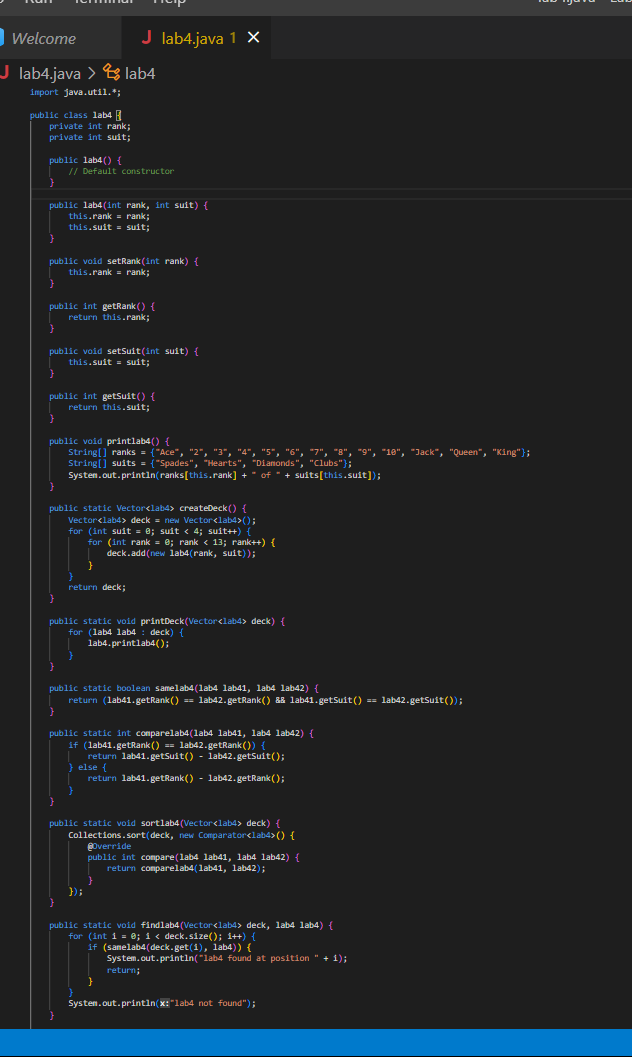 Run Terminal Help
Welcome
J lab4.java 1 ×
J lab4.java > lab4
import java.util.*;
public class lab4 {
    private int rank;
    private int suit;
    public lab4() {
        // Default constructor
    }
    public lab4(int rank, int suit) {
        this.rank = rank;
        this.suit = suit;
    }
    public void setRank(int rank) {
        this.rank = rank;
    }
    public int getRank() {
        return this.rank;
    }
    public void setSuit(int suit) {
        this.suit = suit;
    }
    public int getSuit() {
        return this.suit;
    }
    public void printlab4() {
        String[] ranks = {"Ace", "2", "3", "4", "5", "6", "7", "8", "9", "10", "Jack", "Queen", "King"};
        String[] suits = {"Spades", "Hearts", "Diamonds", "Clubs"};
        System.out.println(ranks[this.rank] + " of " + suits[this.suit]);
    }
    public static Vector<lab4> createDeck() {
        Vector<lab4> deck = new Vector<lab4>();
        for (int suit = 0; suit < 4; suit++) {
            for (int rank = 0; rank < 13; rank++) {
                deck.add(new lab4(rank, suit));
            }
        }
        return deck;
    }
    public static void printDeck(Vector<lab4> deck) {
        for (lab4 lab4 : deck) {
            lab4.printlab4();
        }
    }
    public static boolean samelab4(lab4 lab41, lab4 lab42) {
        return (lab41.getRank() == lab42.getRank() && lab41.getSuit() == lab42.getSuit());
    }
    public static int comparelab4(lab4 lab41, lab4 lab42) {
        if (lab41.getRank() == lab42.getRank()) {
            return lab41.getSuit() - lab42.getSuit();
        } else {
            return lab41.getRank() - lab42.getRank();
        }
    }
    public static void sortlab4(Vector<lab4> deck) {
        Collections.sort(deck, new Comparator<lab4>() {
            @Override
            public int compare(lab4 lab41, lab4 lab42) {
                return comparelab4(lab41, lab42);
            }
        });
    }
    public static void findlab4(Vector<lab4> deck, lab4 lab4) {
        for (int i = 0; i < deck.size(); i++) {
            if (samelab4(deck.get(i), lab4)) {
                System.out.println("lab4 found at position " + i);
                return;
            }
        }
        System.out.println(x:"lab4 not found");
    }